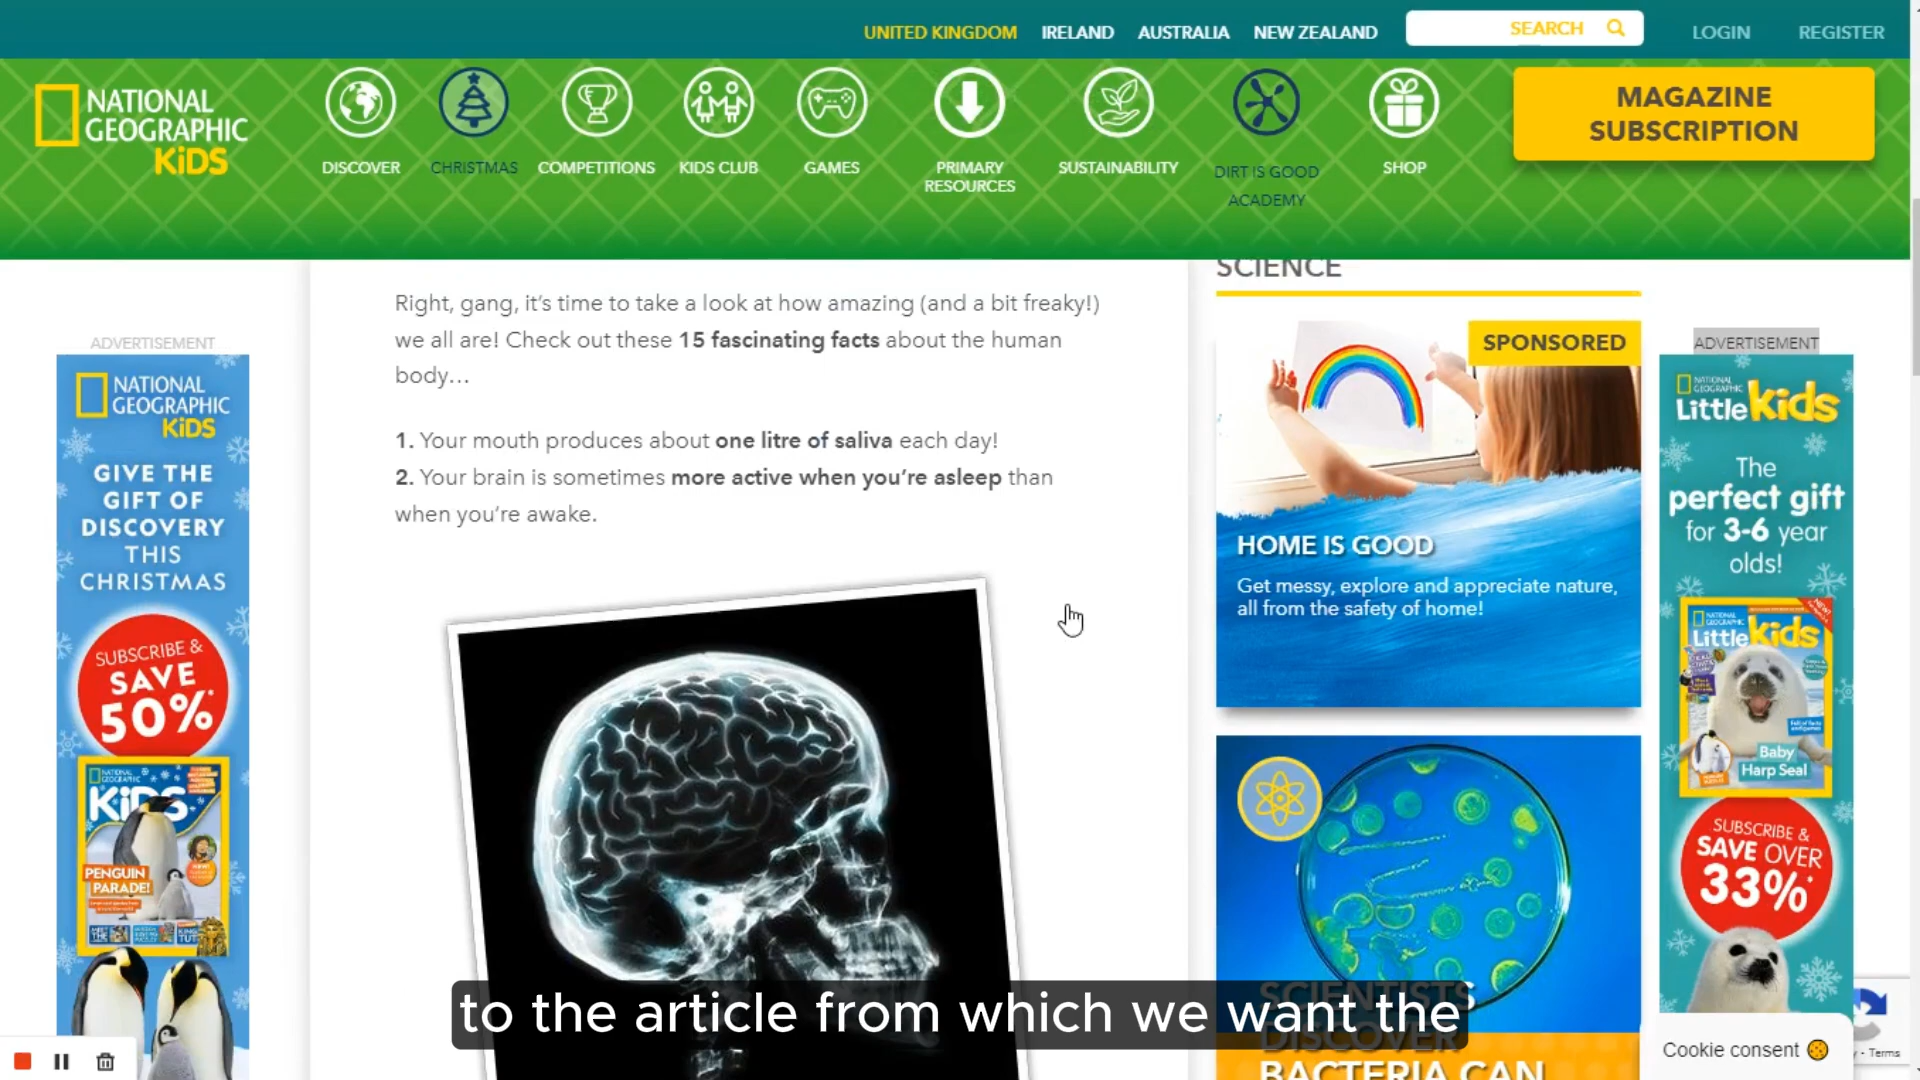 UNITED KINGDOM IRELAND AUSTRALIA NEW ZEALAND SEARCH LOGIN REGISTER
NATIONAL
GEOGRAPHIC
KiDS
DISCOVER CHRISTMAS COMPETITIONS KIDS CLUB GAMES PRIMARY RESOURCES SUSTAINABILITY DIRT IS GOOD ACADEMY SHOP
MAGAZINE
SUBSCRIPTION
ADVERTISEMENT
NATIONAL
GEOGRAPHIC
KiDS
GIVE THE
GIFT OF
DISCOVERY
THIS
CHRISTMAS
SUBSCRIBE &
SAVE
50%*
KiDS
PENGUIN
PARADE!
Right, gang, it’s time to take a look at how amazing (and a bit freaky!)
we all are! Check out these 15 fascinating facts about the human
body…
1. Your mouth produces about one litre of saliva each day!
2. Your brain is sometimes more active when you’re asleep than
when you’re awake.
SCIENCE
SPONSORED
HOME IS GOOD
Get messy, explore and appreciate nature,
all from the safety of home!
SCIENTISTS
DISCOVER
BACTERIA CAN
ADVERTISEMENT
NATIONAL
GEOGRAPHIC
Little kids
The
perfect gift
for 3-6 year
olds!
Little kids
Baby
Harp Seal
SUBSCRIBE &
SAVE OVER
33%*
to the article from which we want the
Cookie consent
- Terms